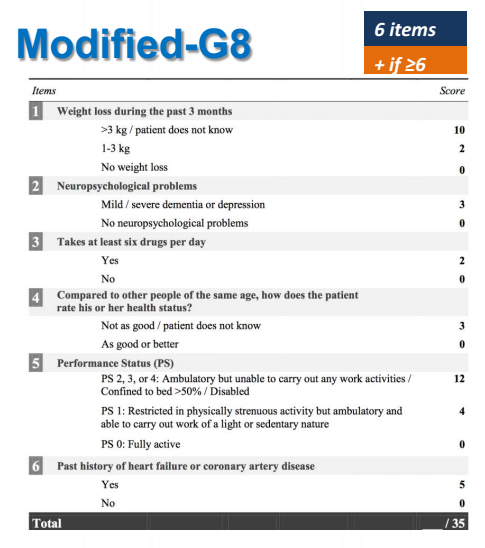 Modified-G8
6 items
+ if ≥6
Items Score
1 Weight loss during the past 3 months
>3 kg / patient does not know 10
1-3 kg 2
No weight loss 0
2 Neuropsychological problems
Mild / severe dementia or depression 3
No neuropsychological problems 0
3 Takes at least six drugs per day
Yes 2
No 0
4 Compared to other people of the same age, how does the patient
rate his or her health status?
Not as good / patient does not know 3
As good or better 0
5 Performance Status (PS)
PS 2, 3, or 4: Ambulatory but unable to carry out any work activities / 12
Confined to bed >50% / Disabled
PS 1: Restricted in physically strenuous activity but ambulatory and 4
able to carry out work of a light or sedentary nature
PS 0: Fully active 0
6 Past history of heart failure or coronary artery disease
Yes 5
No 0
Total ___ / 35